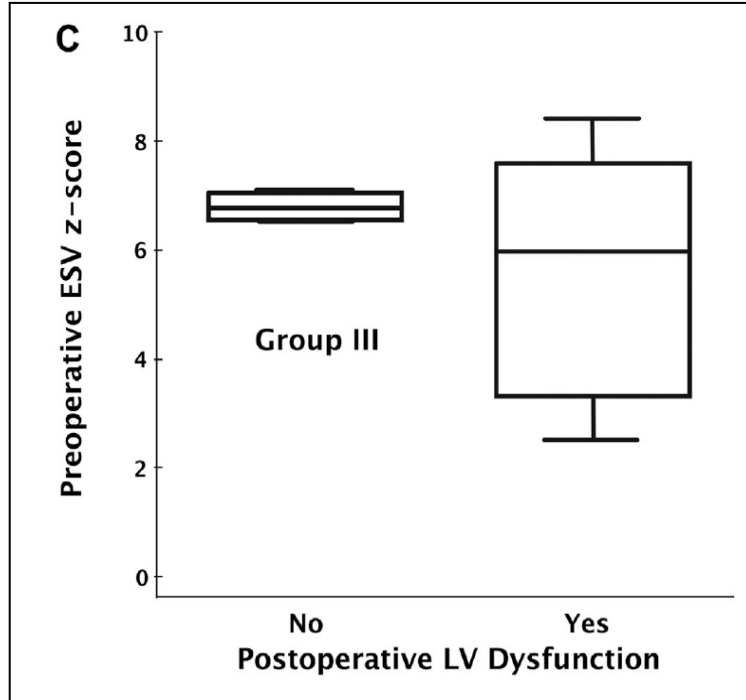 C
10
8
6
4
2
0
Preoperative ESV z-score
Group III
No Yes
Postoperative LV Dysfunction